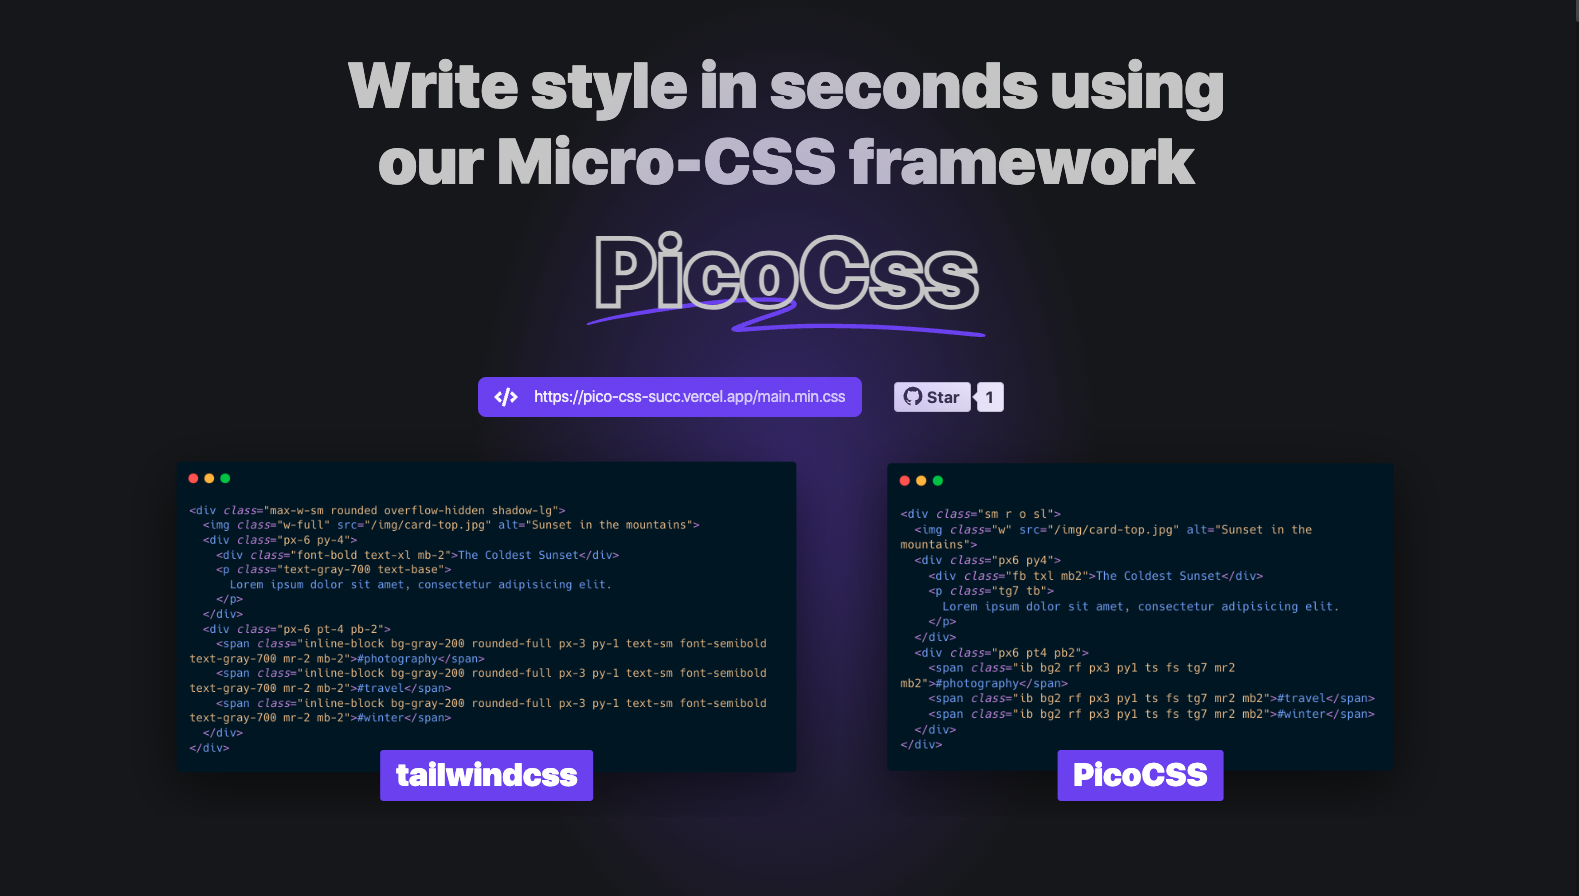 Write style in seconds using
our Micro-CSS framework
PicoCss
</> https://pico-css-succ.vercel.app/main.min.css
Star 1
<div class="max-w-sm rounded overflow-hidden shadow-lg">
  <img class="w-full" src="/img/card-top.jpg" alt="Sunset in the mountains">
  <div class="px-6 py-4">
    <div class="font-bold text-xl mb-2">The Coldest Sunset</div>
    <p class="text-gray-700 text-base">
      Lorem ipsum dolor sit amet, consectetur adipisicing elit.
    </p>
  </div>
  <div class="px-6 pt-4 pb-2">
    <span class="inline-block bg-gray-200 rounded-full px-3 py-1 text-sm font-semibold
text-gray-700 mr-2 mb-2">#photography</span>
    <span class="inline-block bg-gray-200 rounded-full px-3 py-1 text-sm font-semibold
text-gray-700 mr-2 mb-2">#travel</span>
    <span class="inline-block bg-gray-200 rounded-full px-3 py-1 text-sm font-semibold
text-gray-700 mr-2 mb-2">#winter</span>
  </div>
</div>
tailwindcss
<div class="sm r o sl">
  <img class="w" src="/img/card-top.jpg" alt="Sunset in the
mountains">
  <div class="px6 py4">
    <div class="fb txl mb2">The Coldest Sunset</div>
    <p class="tg7 tb">
      Lorem ipsum dolor sit amet, consectetur adipisicing elit.
    </p>
  </div>
  <div class="px6 pt4 pb2">
    <span class="ib bg2 rf px3 py1 ts fs tg7 mr2
mb2">#photography</span>
    <span class="ib bg2 rf px3 py1 ts fs tg7 mr2 mb2">#travel</span>
    <span class="ib bg2 rf px3 py1 ts fs tg7 mr2 mb2">#winter</span>
  </div>
</div>
PicoCSS